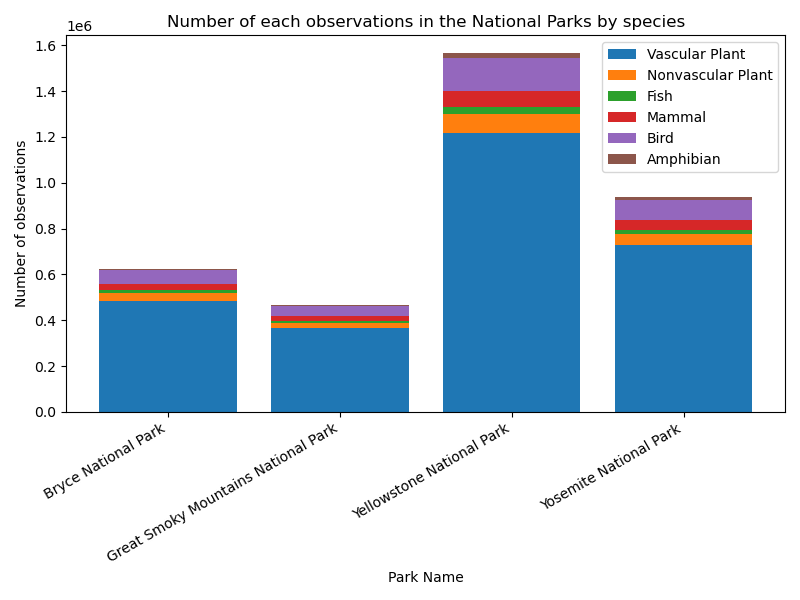 Number of each observations in the National Parks by species
1e6
Vascular Plant
Nonvascular Plant
Fish
Mammal
Bird
Amphibian
Number of observations
1.6
1.4
1.2
1.0
0.8
0.6
0.4
0.2
0.0
Bryce National Park
Great Smoky Mountains National Park
Yellowstone National Park
Yosemite National Park
Park Name